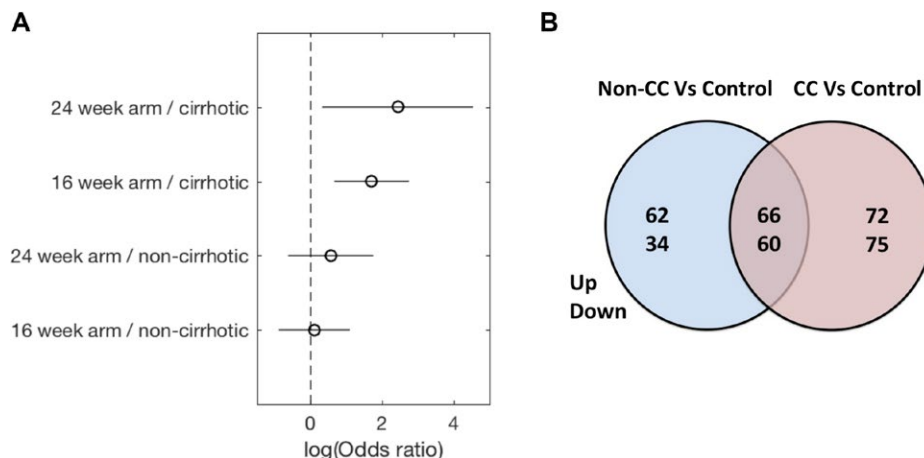 A
24 week arm / cirrhotic
16 week arm / cirrhotic
24 week arm / non-cirrhotic
16 week arm / non-cirrhotic
0 2 4
log(Odds ratio)
B
Non-CC Vs Control CC Vs Control
62 66 72
34 60 75
Up
Down